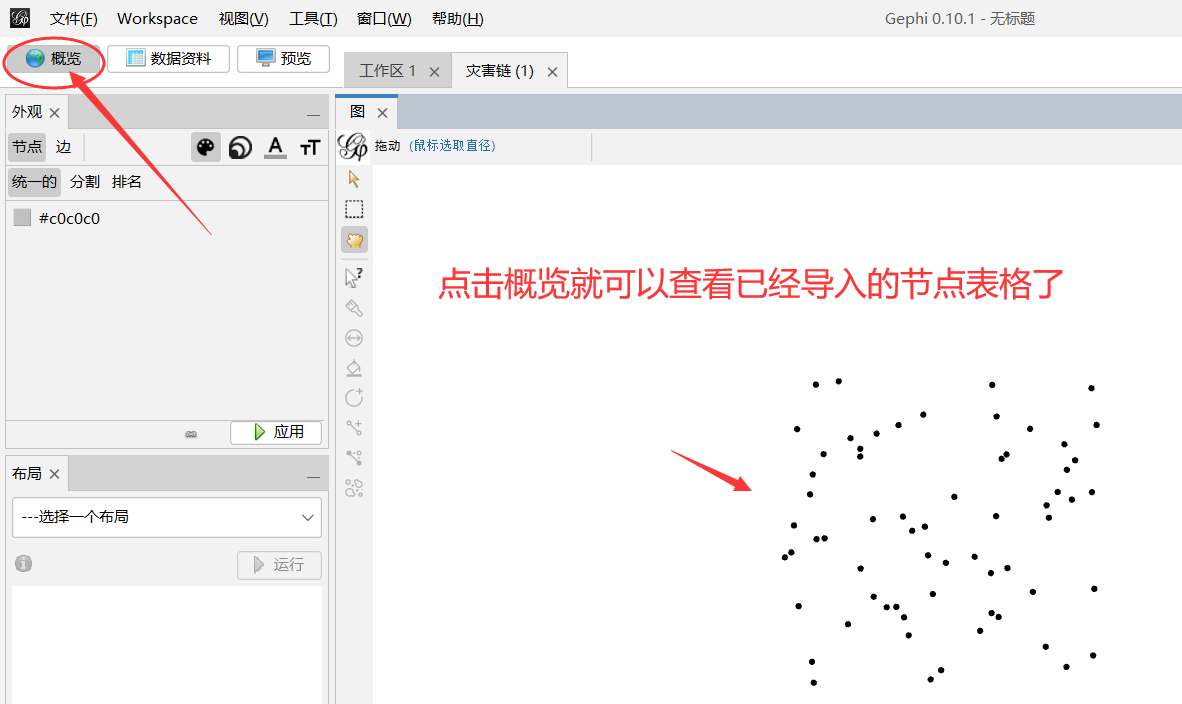 文件(F) Workspace 视图(V) 工具(T) 窗口(W) 帮助(H) Gephi 0.10.1 - 无标题
概览 数据资料 预览 工作区 1 灾害链 (1)
外观 图
节点 边 A TT 拖动 (鼠标选取直径)
统一的 分割 排名
#c0c0c0
点击概览就可以查看已经导入的节点表格了
应用
布局
---选择一个布局
运行